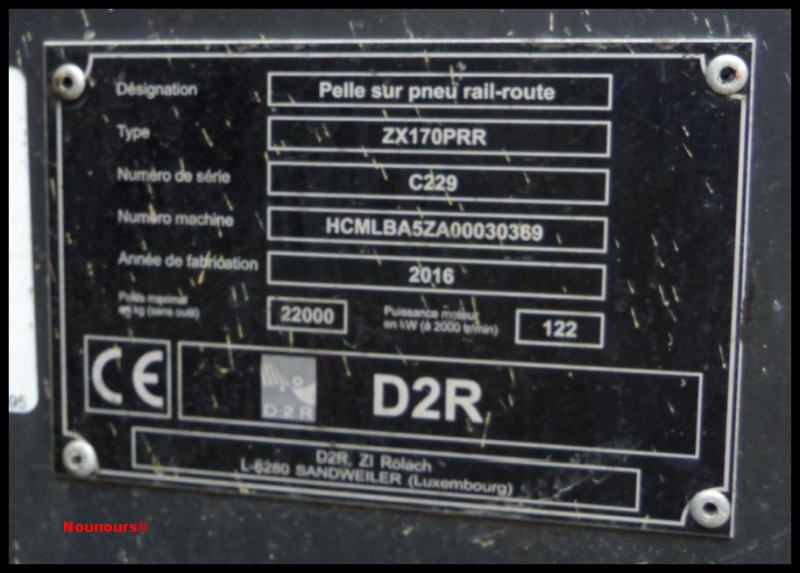 Désignation Pelle sur pneu rail-route
Type ZX170PRR
Numéro de série C229
Numéro machine HCMLBA5ZA00030369
Année de fabrication 2016
Poids maximal
en kg (sans outil) 22000
Puissance moteur
en kW (à 2000 tr/min) 122
CE D2R D2R
D2R, ZI Rolach
L-5280 SANDWEILER (Luxembourg)
95
Nounours©